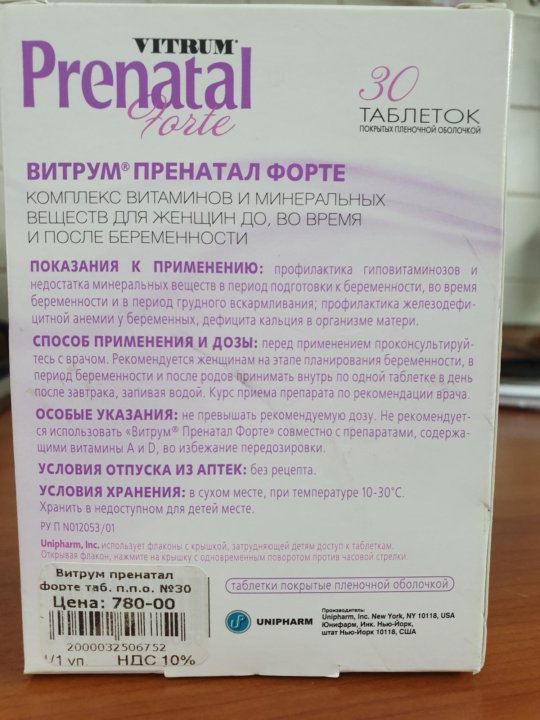 VITRUM®
Prenatal
Forte
30
ТАБЛЕТОК
ПОКРЫТЫХ ПЛЕНОЧНОЙ ОБОЛОЧКОЙ
ВИТРУМ® ПРЕНАТАЛ ФОРТЕ
КОМПЛЕКС ВИТАМИНОВ И МИНЕРАЛЬНЫХ
ВЕЩЕСТВ ДЛЯ ЖЕНЩИН ДО, ВО ВРЕМЯ
И ПОСЛЕ БЕРЕМЕННОСТИ
ПОКАЗАНИЯ К ПРИМЕНЕНИЮ: профилактика гиповитаминозов и
недостатка минеральных веществ в период подготовки к беременности, во время
беременности и в период грудного вскармливания; профилактика железодефи-
цитной анемии у беременных, дефицита кальция в организме матери.
СПОСОБ ПРИМЕНЕНИЯ И ДОЗЫ: перед применением проконсультируй-
тесь с врачом. Рекомендуется женщинам на этапе планирования беременности, в
период беременности и после родов принимать внутрь по одной таблетке в день
после завтрака, запивая водой. Курс приема препарата по рекомендации врача.
ОСОБЫЕ УКАЗАНИЯ: не превышать рекомендуемую дозу. Не рекомендует-
ся использовать «Витрум® Пренатал Форте» совместно с препаратами, содержа-
щими витамины А и D, во избежание передозировки.
УСЛОВИЯ ОТПУСКА ИЗ АПТЕК: без рецепта.
УСЛОВИЯ ХРАНЕНИЯ: в сухом месте, при температуре 10-30°С.
Хранить в недоступном для детей месте.
РУ П N012053/01
Unipharm, Inc. использует флаконы с крышкой, затрудняющей детям доступ к таблеткам.
Открывая флакон, нажмите на крышку с одновременным поворотом против часовой стрелки.
Витрум пренатал
форте таб. п.п.о. №30
Цена: 780-00
2000032506752
1/1 уп. НДС 10%
таблетки покрытые пленочной оболочкой
UNIPHARM
Производитель:
Unipharm, Inc. New York, NY 10118, USA
Юнифарм, Инк. Нью-Йорк,
штат Нью-Йорк 10118, США